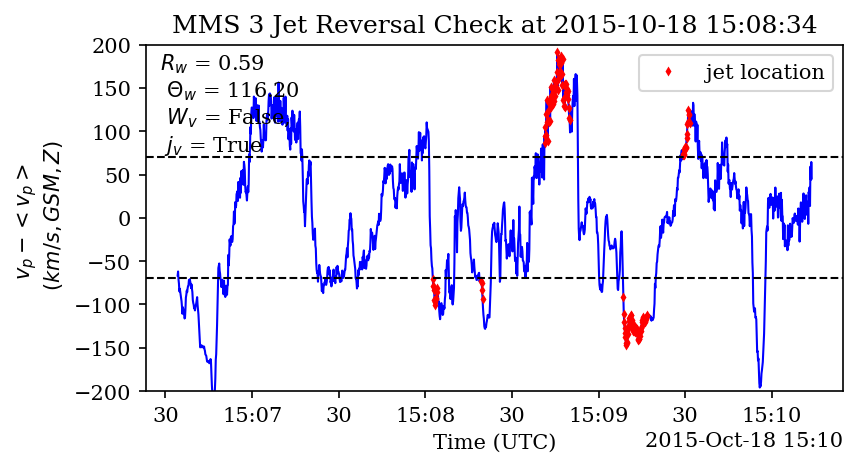 MMS 3 Jet Reversal Check at 2015-10-18 15:08:34
R_w = 0.59
Θ_w = 116.20
W_v = False
j_v = True
jet location
v_p − < v_p >
(km/s, GSM, Z)
200
150
100
50
0
−50
−100
−150
−200
30 15:07 30 15:08 30 15:09 30 15:10
Time (UTC)
2015-Oct-18 15:10